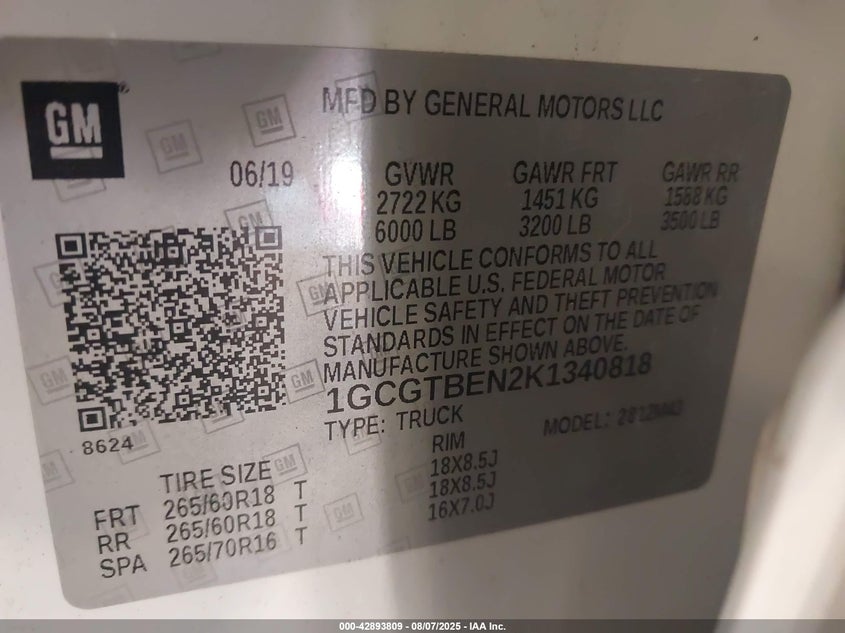 GM
MFD BY GENERAL MOTORS LLC
06/19
GVWR GAWR FRT GAWR RR
2722 KG 1451 KG 1588 KG
6000 LB 3200 LB 3500 LB
THIS VEHICLE CONFORMS TO ALL
APPLICABLE U.S. FEDERAL MOTOR
VEHICLE SAFETY AND THEFT PREVENTION
STANDARDS IN EFFECT ON THE DATE OF
MANUFACTURE SHOWN ABOVE.
1GCGTBEN2K1340818
TYPE: TRUCK MODEL:
8624
TIRE SIZE RIM
FRT 265/60R18 T 18X8.5J
RR 265/60R18 T 18X8.5J
SPA 265/70R16 T 16X7.0J
000-42893809 - 08/07/2025 - IAA Inc.